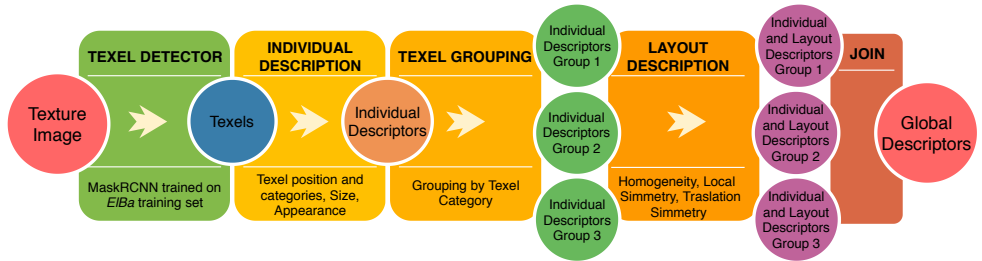 TEXEL DETECTOR
Texture
Image
MaskRCNN trained on
ElBa training set
Texels
INDIVIDUAL
DESCRIPTION
Texel position and
categories, Size,
Appearance
Individual
Descriptors
TEXEL GROUPING
Grouping by Texel
Category
Individual
Descriptors
Group 1
Individual
Descriptors
Group 2
Individual
Descriptors
Group 3
LAYOUT
DESCRIPTION
Homogeneity, Local
Simmetry, Traslation
Simmetry
Individual
and Layout
Descriptors
Group 1
Individual
and Layout
Descriptors
Group 2
Individual
and Layout
Descriptors
Group 3
JOIN
Global
Descriptors